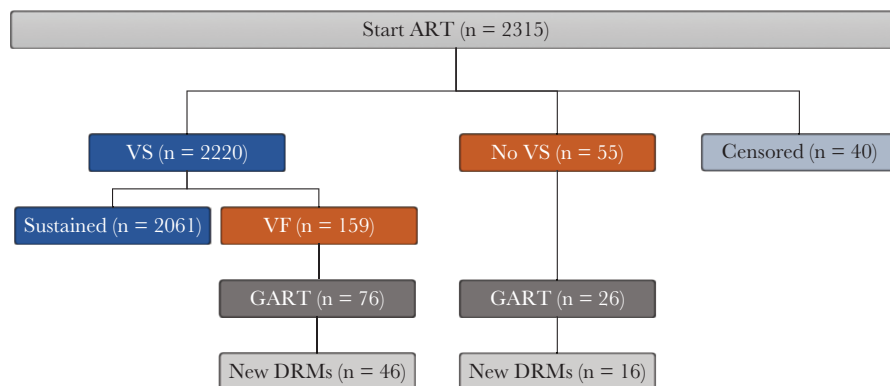 Start ART (n = 2315)
VS (n = 2220)
No VS (n = 55)
Censored (n = 40)
Sustained (n = 2061)
VF (n = 159)
GART (n = 76)
GART (n = 26)
New DRMs (n = 46)
New DRMs (n = 16)